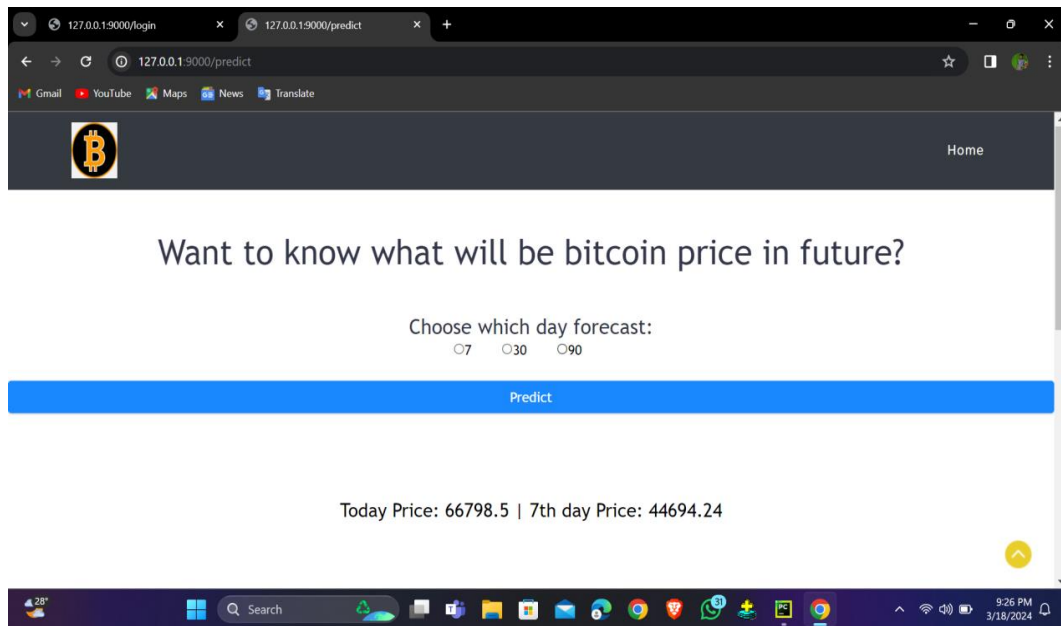 127.0.0.1:9000/login
127.0.0.1:9000/predict
127.0.0.1:9000/predict
Gmail YouTube Maps News Translate
Home
Want to know what will be bitcoin price in future?
Choose which day forecast:
7 30 90
Predict
Today Price: 66798.5 | 7th day Price: 44694.24
28°
Search
31
9:26 PM
3/18/2024